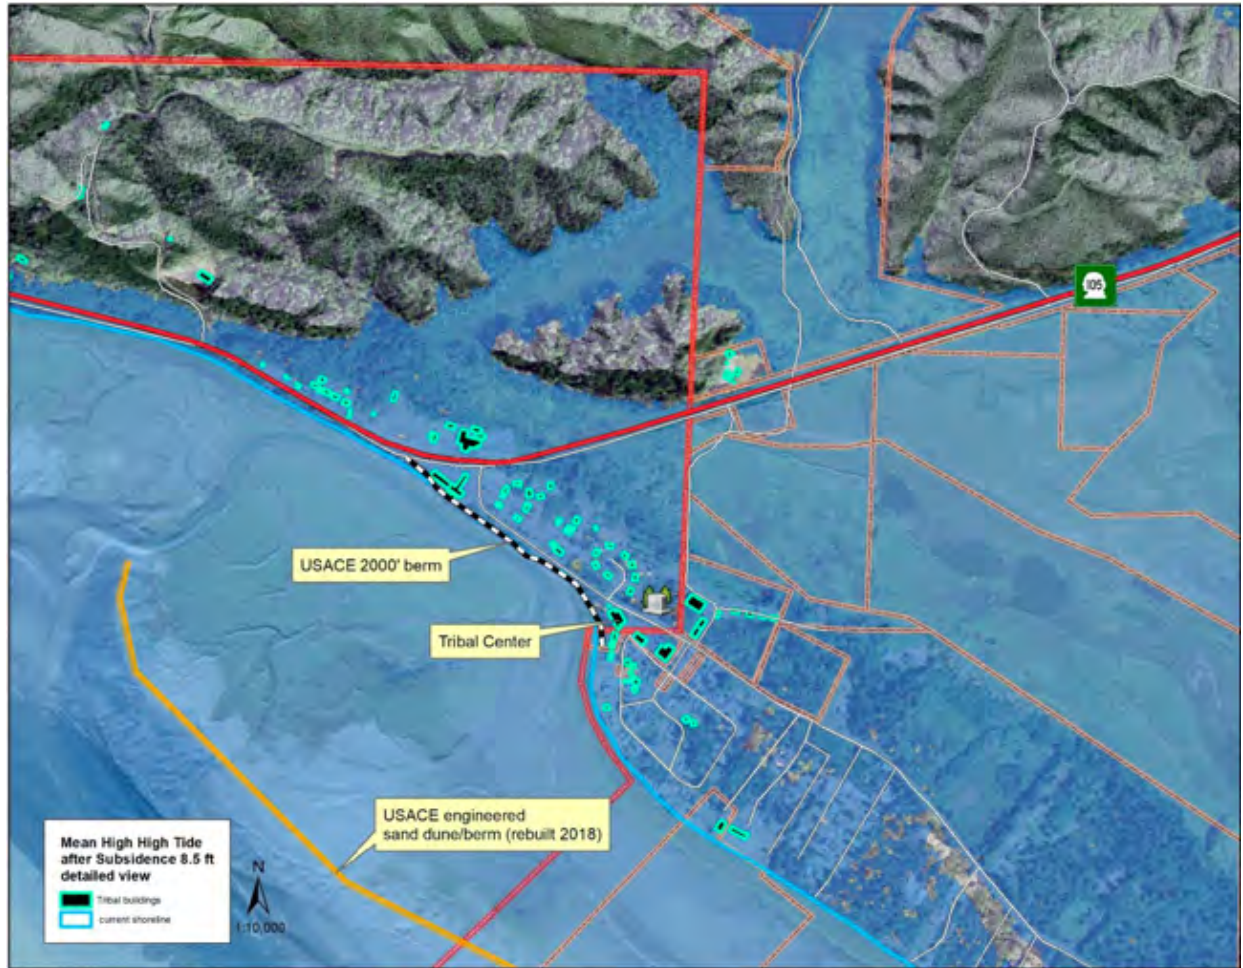 105
USACE 2000' berm
Tribal Center
USACE engineered
sand dune/berm (rebuilt 2018)
Mean High High Tide
after Subsidence 8.5 ft
detailed view
Tribal buildings
current shoreline
N
1:10,000